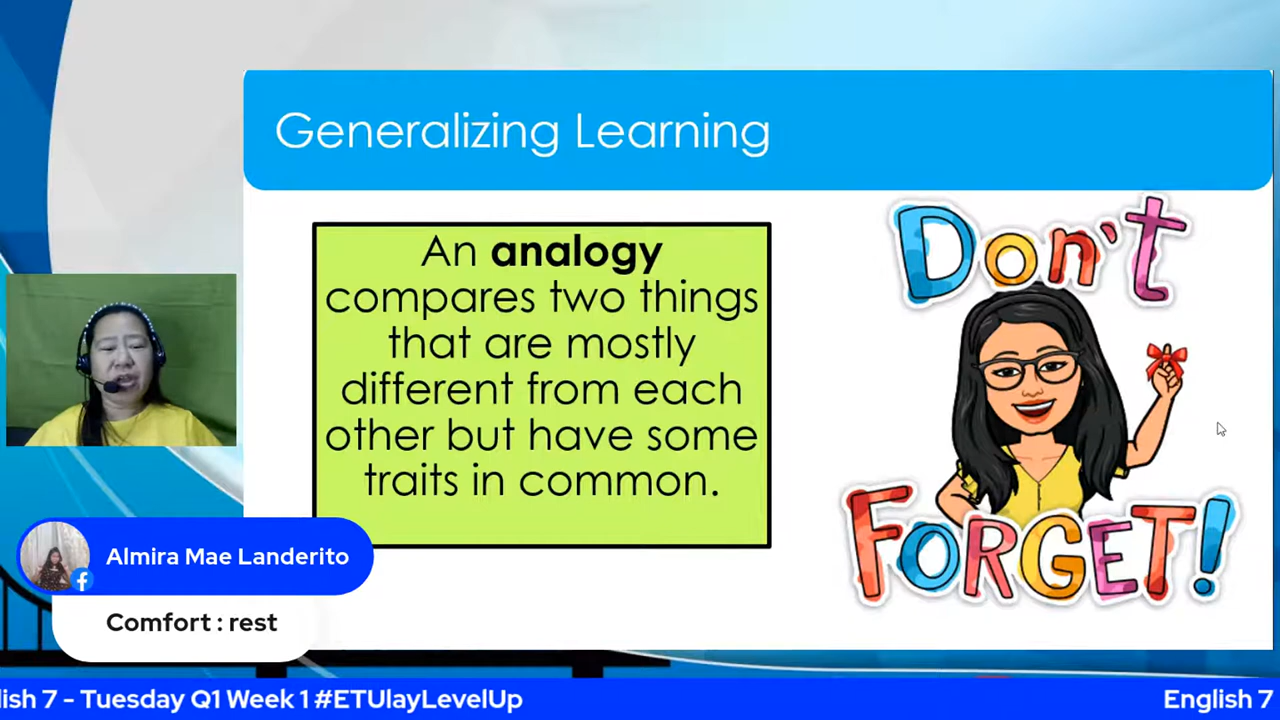 Generalizing Learning
An analogy
compares two things
that are mostly
different from each
other but have some
traits in common.
Don't
FORGET!
Almira Mae Landerito
Comfort : rest
lish 7 - Tuesday Q1 Week 1 #ETUlayLevelUp
English 7